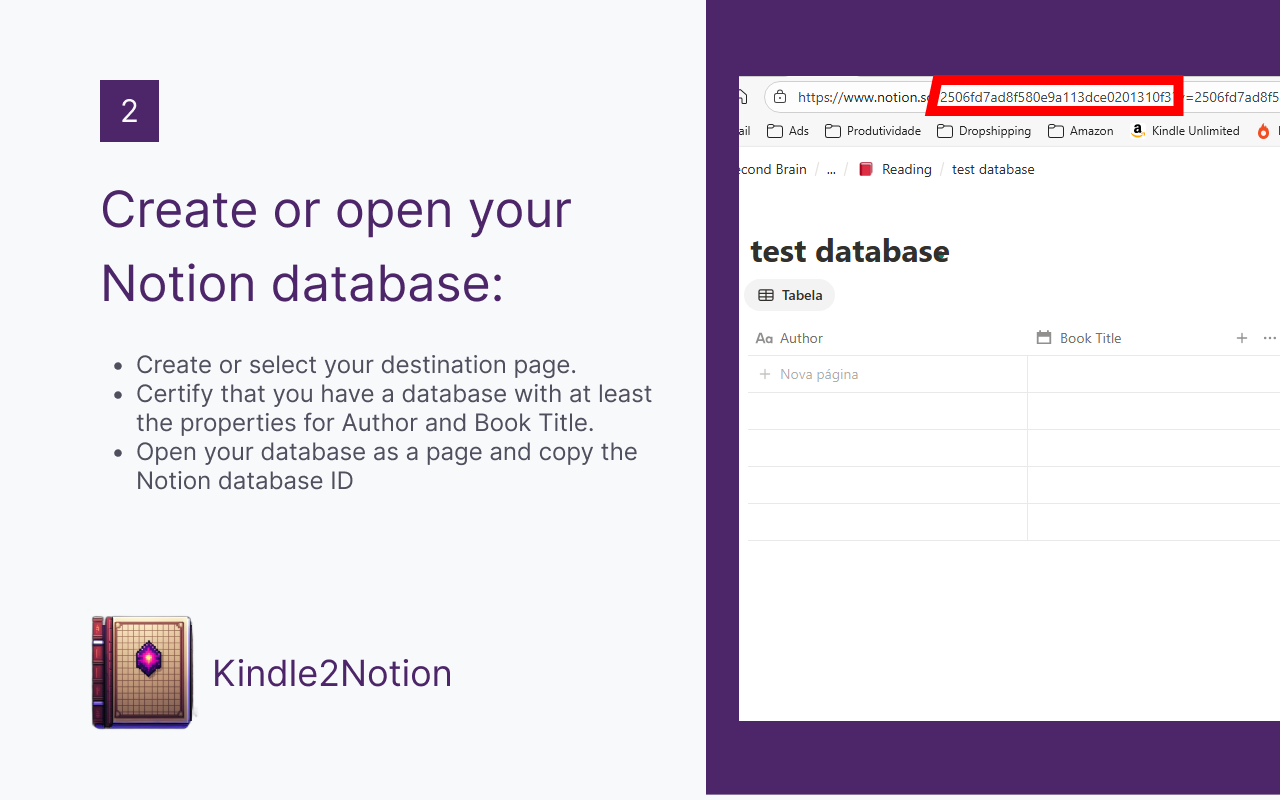 2
Create or open your
Notion database:
• Create or select your destination page.
• Certify that you have a database with at least
the properties for Author and Book Title.
• Open your database as a page and copy the
Notion database ID
Kindle2Notion
https://www.notion.so/2506fd7ad8f580e9a113dce0201310f3?v=2506fd7ad8f5
ail Ads Produtividade Dropshipping Amazon Kindle Unlimited
econd Brain / ... / Reading / test database
test database
Tabela
Aa Author Book Title + ...
+ Nova página